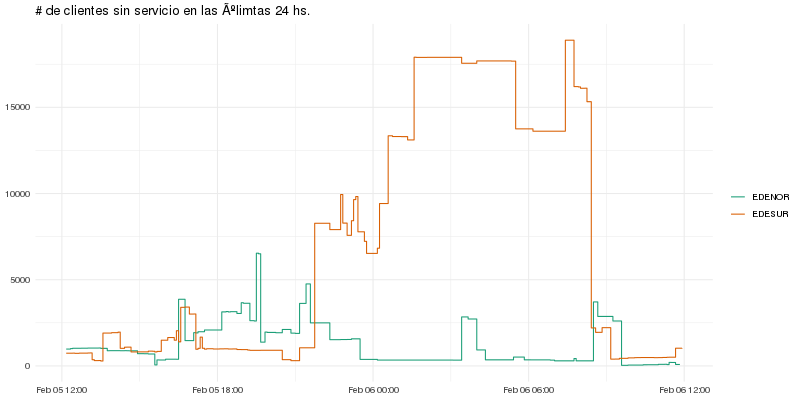 # de clientes sin servicio en las Ãºlimtas 24 hs.
15000
10000
5000
0
EDENOR
EDESUR
Feb 05 12:00 Feb 05 18:00 Feb 06 00:00 Feb 06 06:00 Feb 06 12:00